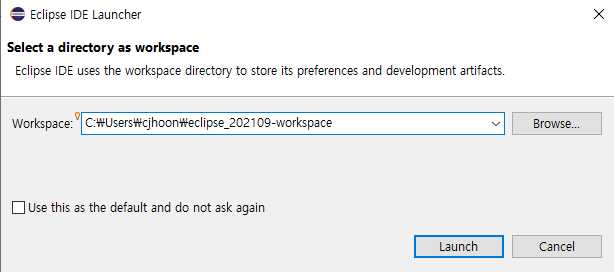 Eclipse IDE Launcher
Select a directory as workspace
Eclipse IDE uses the workspace directory to store its preferences and development artifacts.
Workspace: C:₩Users₩cjhoon₩eclipse_202109-workspace Browse...
Use this as the default and do not ask again
Launch Cancel